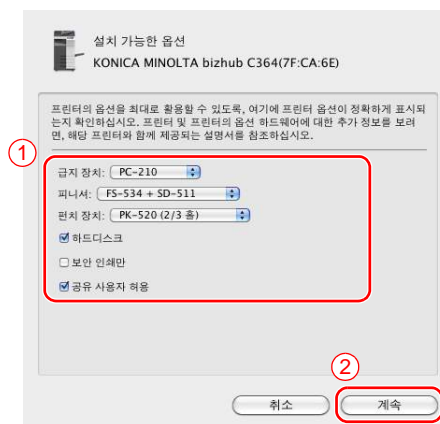 설치 가능한 옵션
KONICA MINOLTA bizhub C364(7F:CA:6E)
프린터의 옵션을 최대로 활용할 수 있도록, 여기에 프린터 옵션이 정확하게 표시되
는지 확인하십시오. 프린터 및 프린터의 옵션 하드웨어에 대한 추가 정보를 보려
면, 해당 프린터와 함께 제공되는 설명서를 참조하십시오.
①
급지 장치: PC-210
피니셔: FS-534 + SD-511
펀치 장치: PK-520 (2/3 홀)
하드디스크
보안 인쇄만
공유 사용자 허용
②
취소 계속